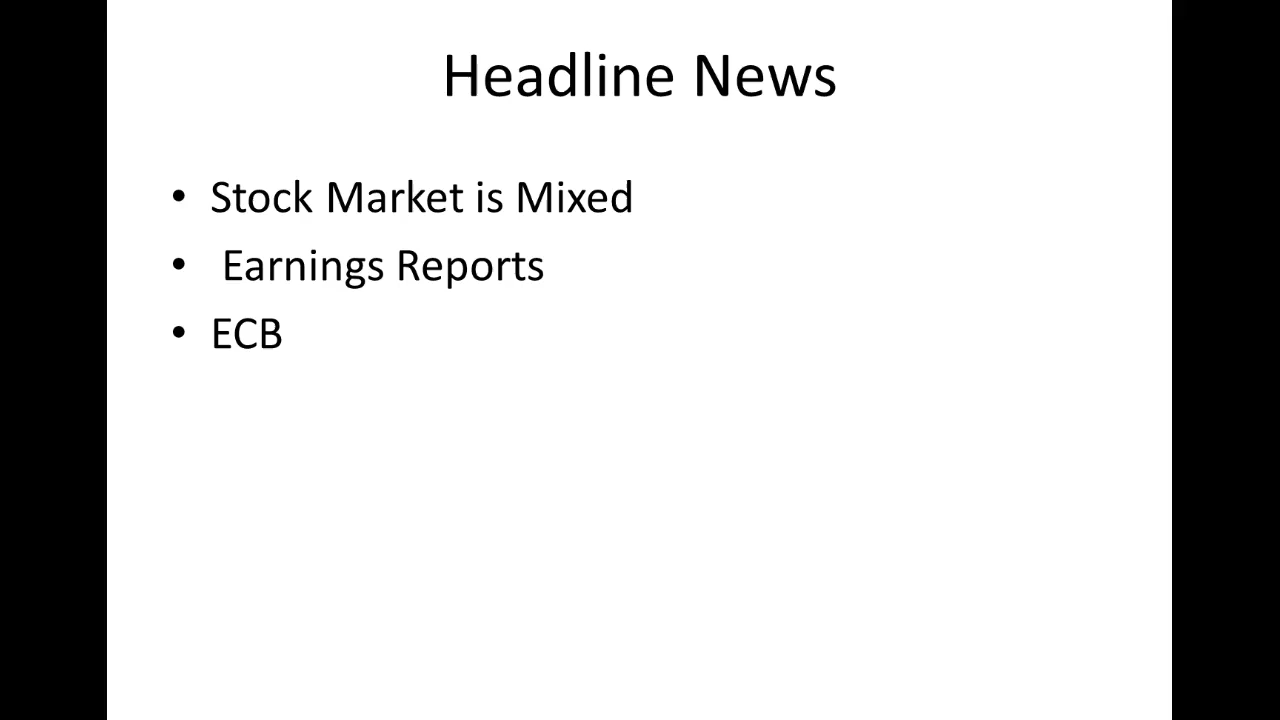 Headline News
• Stock Market is Mixed
• Earnings Reports
• ECB